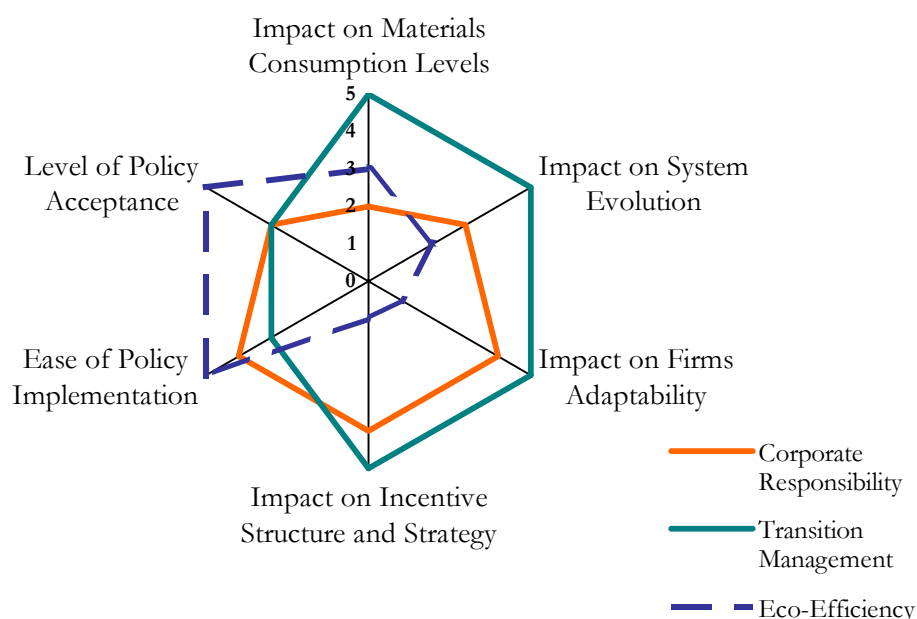 Impact on Materials
Consumption Levels
5
4
3
2
1
0
Level of Policy
Acceptance
Impact on System
Evolution
Ease of Policy
Implementation
Impact on Firms
Adaptability
Impact on Incentive
Structure and Strategy
Corporate
Responsibility
Transition
Management
Eco-Efficiency